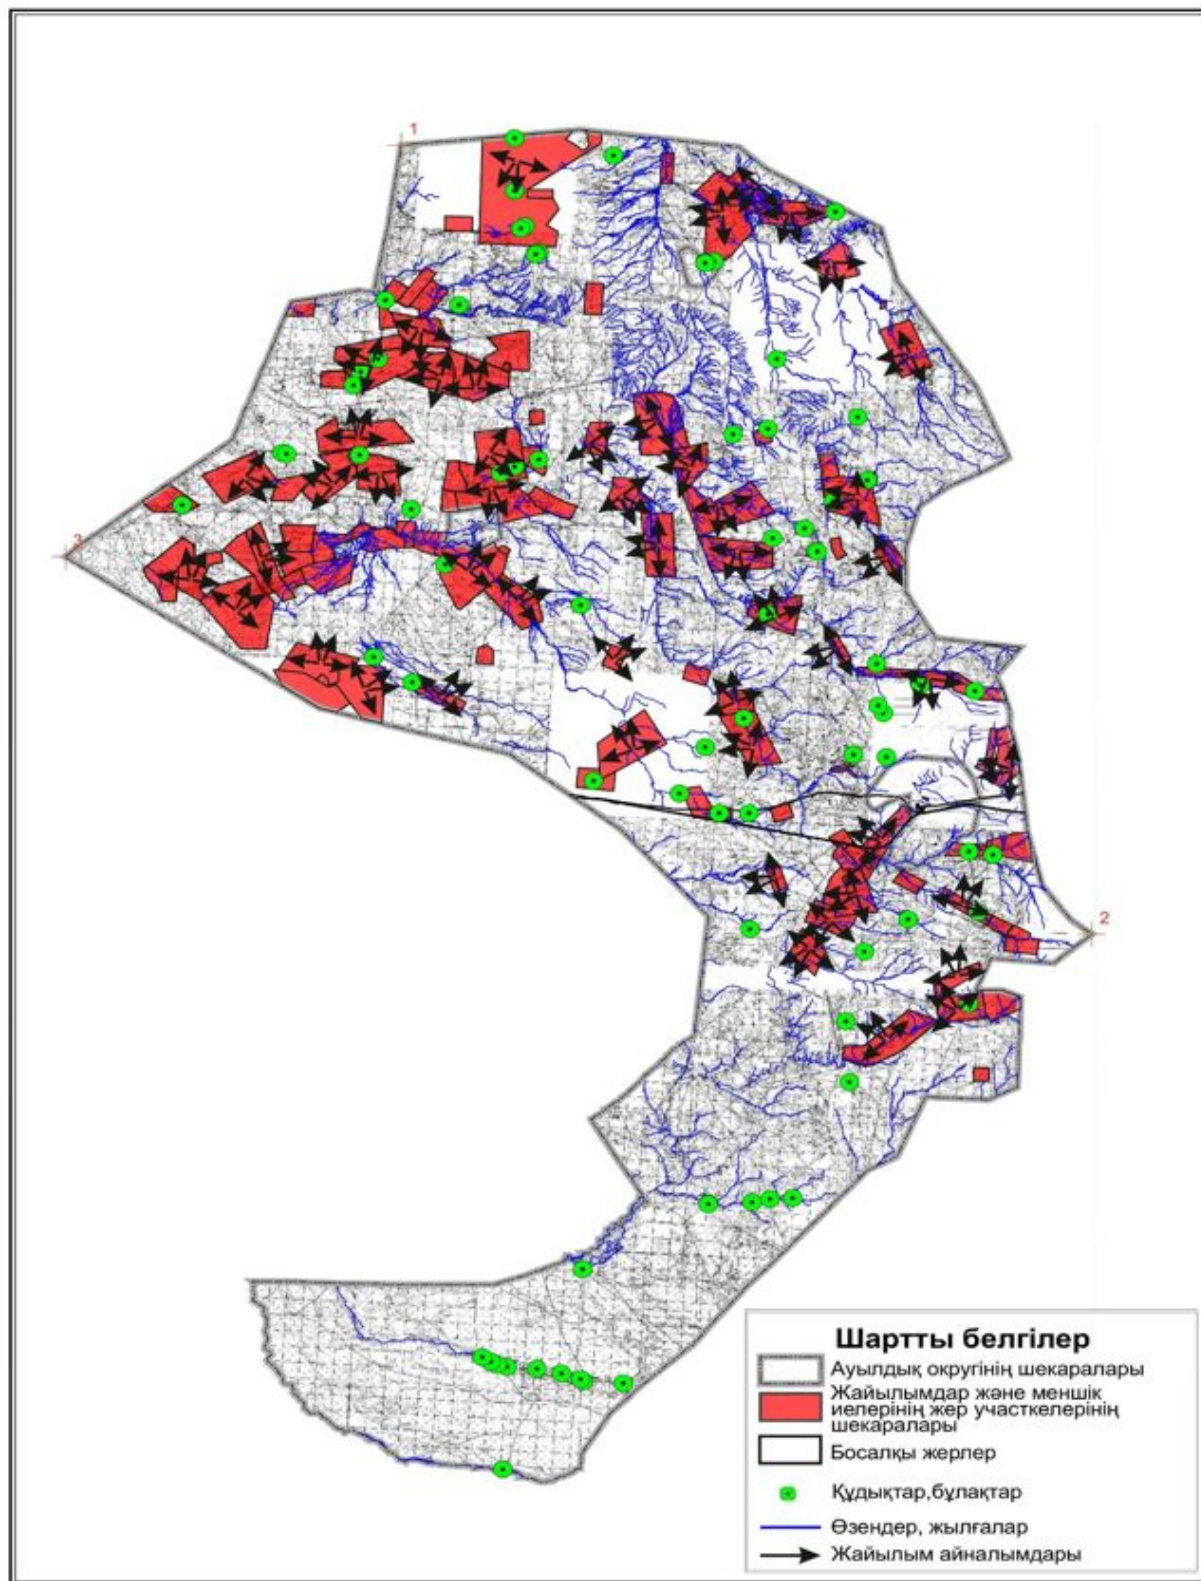 1
3
2
Шартты белгілер
Ауылдық округінің шекаралары
Жайылымдар және меншік
иелерінің жер участкелерінің
шекаралары
Босалқы жерлер
Құдықтар,бұлақтар
Өзендер, жылғалар
Жайылым айналымдары